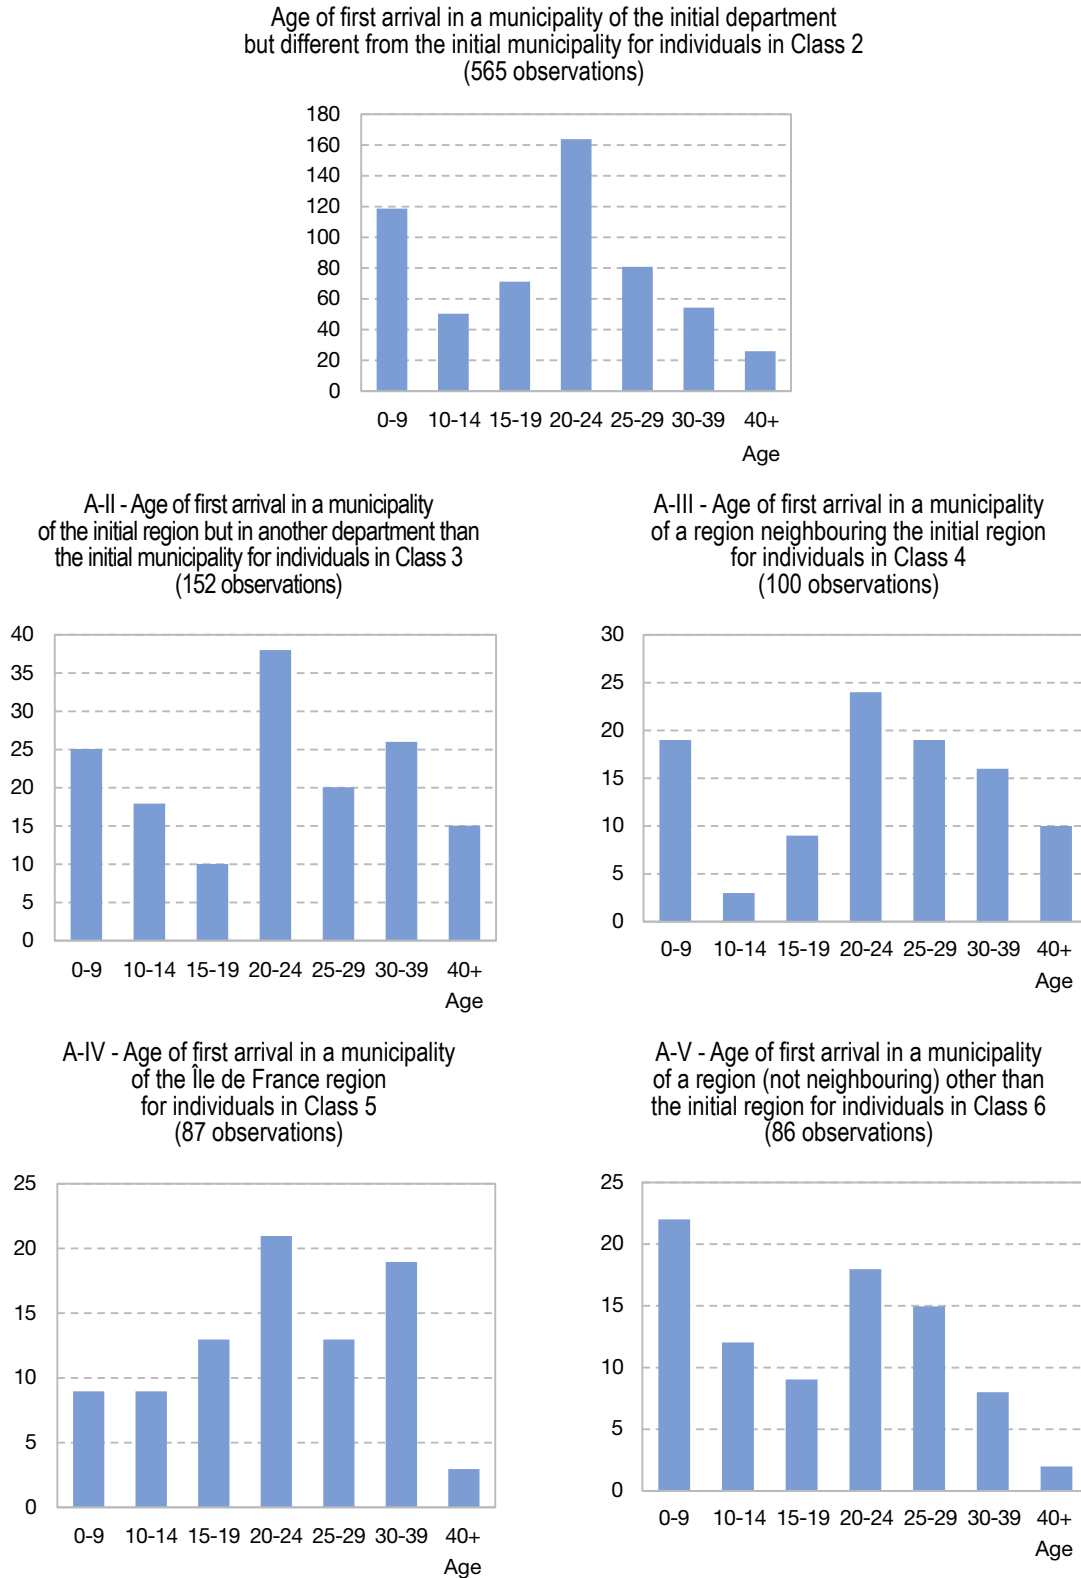 Age of first arrival in a municipality of the initial department
but different from the initial municipality for individuals in Class 2
(565 observations)
180
160
140
120
100
80
60
40
20
0
0-9 10-14 15-19 20-24 25-29 30-39 40+
Age
A-II - Age of first arrival in a municipality
of the initial region but in another department than
the initial municipality for individuals in Class 3
(152 observations)
40
35
30
25
20
15
10
5
0
0-9 10-14 15-19 20-24 25-29 30-39 40+
Age
A-III - Age of first arrival in a municipality
of a region neighbouring the initial region
for individuals in Class 4
(100 observations)
30
25
20
15
10
5
0
0-9 10-14 15-19 20-24 25-29 30-39 40+
Age
A-IV - Age of first arrival in a municipality
of the Île de France region
for individuals in Class 5
(87 observations)
25
20
15
10
5
0
0-9 10-14 15-19 20-24 25-29 30-39 40+
Age
A-V - Age of first arrival in a municipality
of a region (not neighbouring) other than
the initial region for individuals in Class 6
(86 observations)
25
20
15
10
5
0
0-9 10-14 15-19 20-24 25-29 30-39 40+
Age